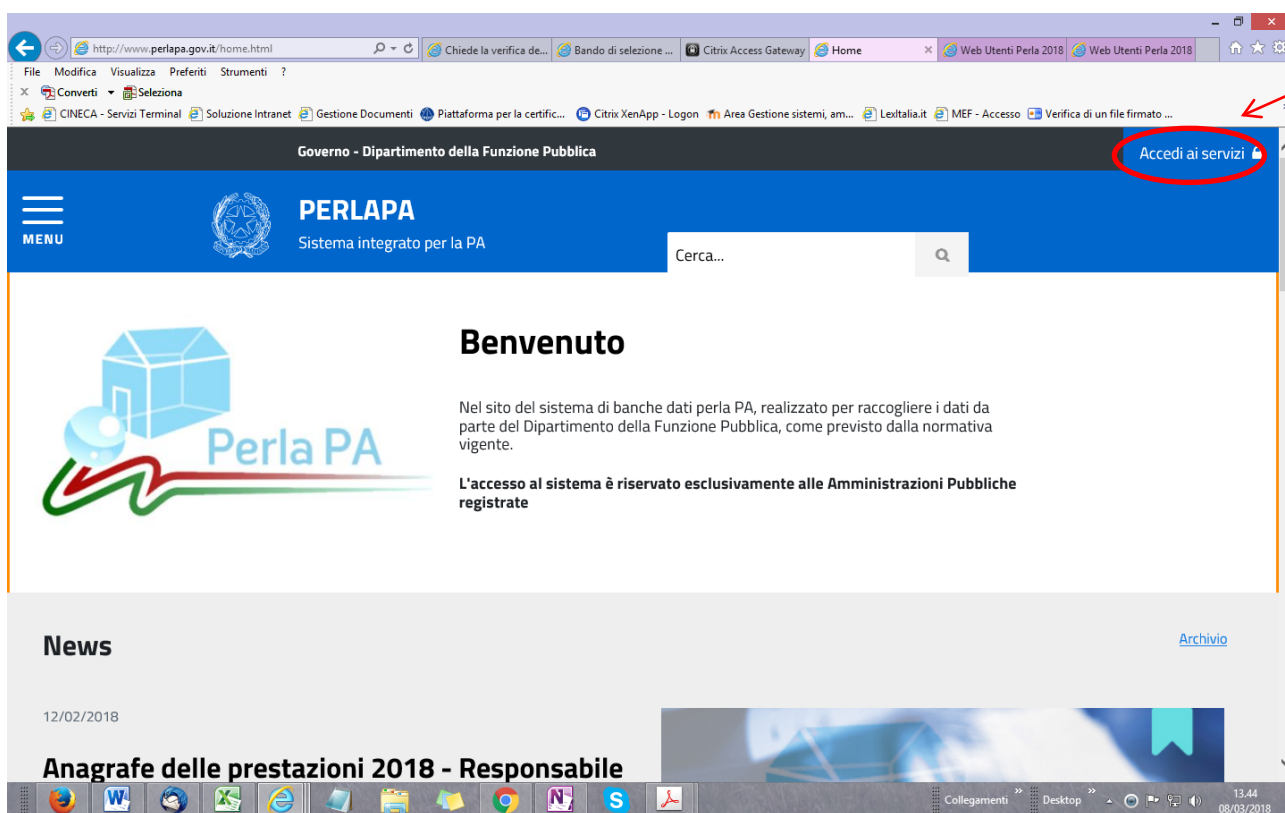 http://www.perlapa.gov.it/home.html
Chiede la verifica de...
Bando di selezione ...
Citrix Access Gateway
Home
Web Utenti Perla 2018
Web Utenti Perla 2018
File Modifica Visualizza Preferiti Strumenti ?
x Converti Seleziona
CINECA - Servizi Terminal Soluzione Intranet Gestione Documenti Piattaforma per la certific... Citrix XenApp - Logon Area Gestione sistemi, am... LexItalia.it MEF - Accesso Verifica di un file firmato ...
Governo - Dipartimento della Funzione Pubblica
Accedi ai servizi
MENU
PERLAPA
Sistema integrato per la PA
Cerca...
Perla PA
Benvenuto
Nel sito del sistema di banche dati perla PA, realizzato per raccogliere i dati da
parte del Dipartimento della Funzione Pubblica, come previsto dalla normativa
vigente.
L'accesso al sistema è riservato esclusivamente alle Amministrazioni Pubbliche
registrate
News
Archivio
12/02/2018
Anagrafe delle prestazioni 2018 - Responsabile
Collegamenti » Desktop »
13.44
08/03/2018